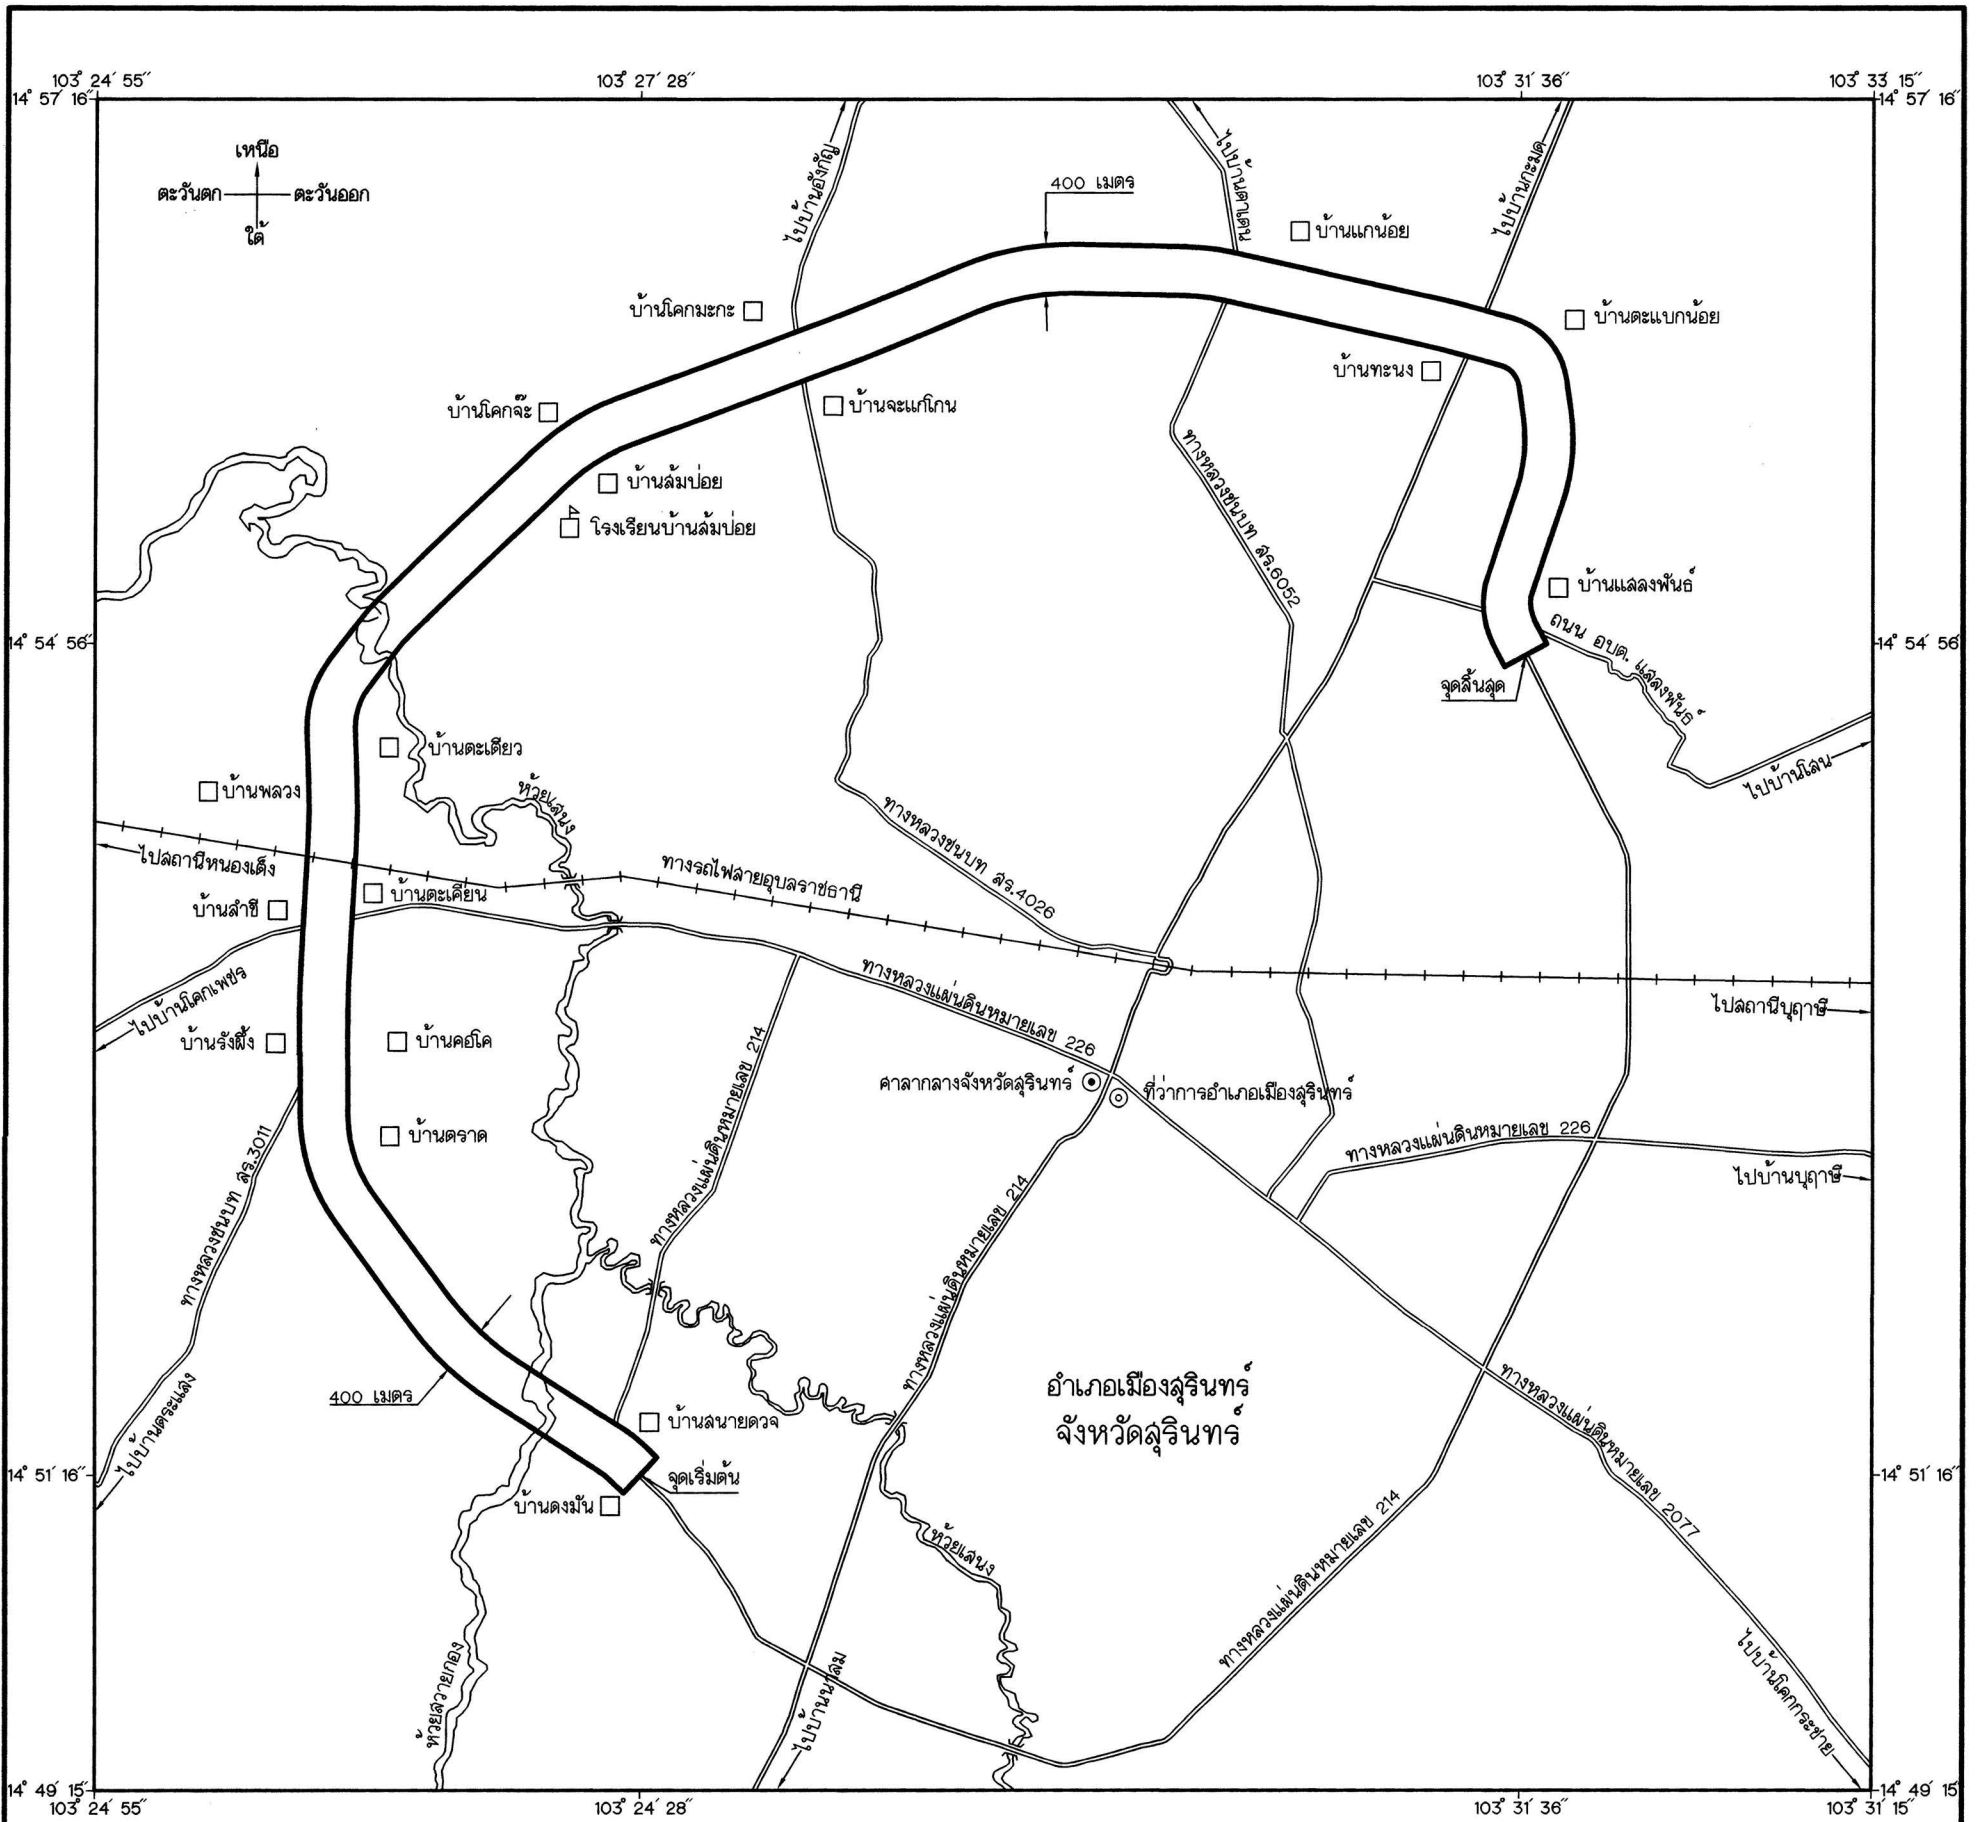 103° 24′ 55″
103° 27′ 28″
103° 31′ 36″
103° 33′ 15″
14° 57′ 16″
14° 57′ 16″
เหนือ
ตะวันตก
ตะวันออก
ใต้
ไปบ้านอังกัญ
ไปบ้านตาเตน
ไปบ้านกะมด
400 เมตร
บ้านแกน้อย
บ้านโคกมะกะ
บ้านตะแบกน้อย
บ้านทะนง
บ้านโคกจ๊ะ
บ้านจะแกโกน
บ้านส้มป่อย
โรงเรียนบ้านส้มป่อย
ทางหลวงชนบท สร.6052
บ้านแสลงพันธ์
ถนน อบต. แสลงพันธ์
14° 54′ 56″
14° 54′ 56″
จุดสิ้นสุด
บ้านตะเตียว
บ้านพลวง
ห้วยเสนง
ไปบ้านโสน
ไปสถานีหนองเต็ง
ทางรถไฟสายอุบลราชธานี
ทางหลวงชนบท สร.4026
บ้านตะเคียน
บ้านลำชี
ทางหลวงแผ่นดินหมายเลข 226
ไปบ้านโคกเพชร
ไปสถานีบุฤาษี
บ้านรังผึ้ง
บ้านคอโค
ทางหลวงแผ่นดินหมายเลข 214
ศาลากลางจังหวัดสุรินทร์
ที่ว่าการอำเภอเมืองสุรินทร์
บ้านตราด
ทางหลวงแผ่นดินหมายเลข 226
ไปบ้านบุฤาษี
ทางหลวงชนบท สร.3011
ทางหลวงแผ่นดินหมายเลข 214
400 เมตร
อำเภอเมืองสุรินทร์
จังหวัดสุรินทร์
ไปบ้านตระแสง
บ้านสนายดวจ
ทางหลวงแผ่นดินหมายเลข 2077
14° 51′ 16″
14° 51′ 16″
จุดเริ่มต้น
บ้านดงมัน
ห้วยเสนง
ทางหลวงแผ่นดินหมายเลข 214
ห้วยสวายกอง
ไปบ้านนาลม
ไปบ้านโคกกระชาย
14° 49′ 15″
14° 49′ 15″
103° 24′ 55″
103° 24′ 28″
103° 31′ 36″
103° 31′ 15″